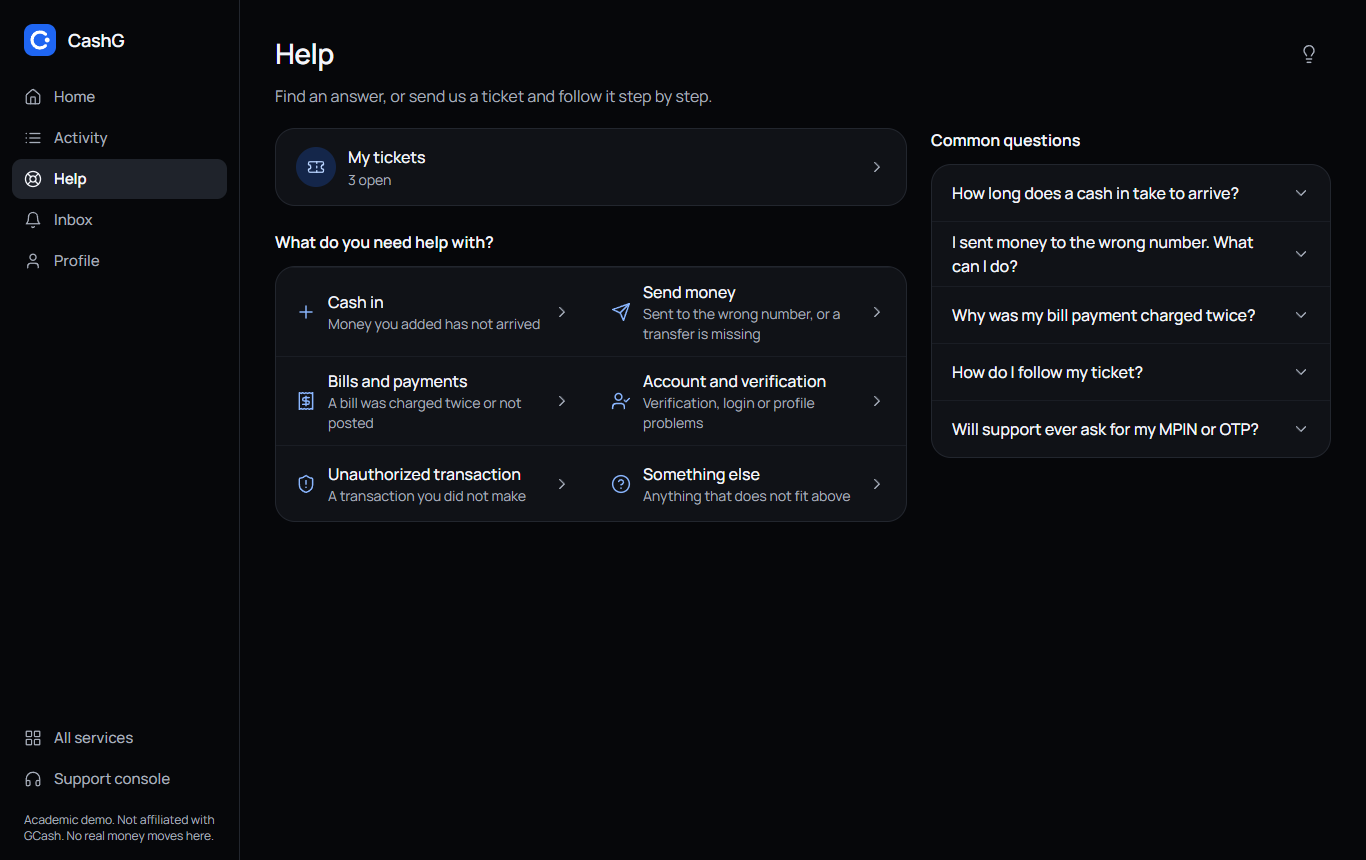 CashG
Home
Activity
Help
Inbox
Profile
All services
Support console
Academic demo. Not affiliated with
GCash. No real money moves here.
Help
Find an answer, or send us a ticket and follow it step by step.
My tickets
3 open
What do you need help with?
Cash in
Money you added has not arrived
Send money
Sent to the wrong number, or a
transfer is missing
Bills and payments
A bill was charged twice or not
posted
Account and verification
Verification, login or profile
problems
Unauthorized transaction
A transaction you did not make
Something else
Anything that does not fit above
Common questions
How long does a cash in take to arrive?
I sent money to the wrong number. What
can I do?
Why was my bill payment charged twice?
How do I follow my ticket?
Will support ever ask for my MPIN or OTP?